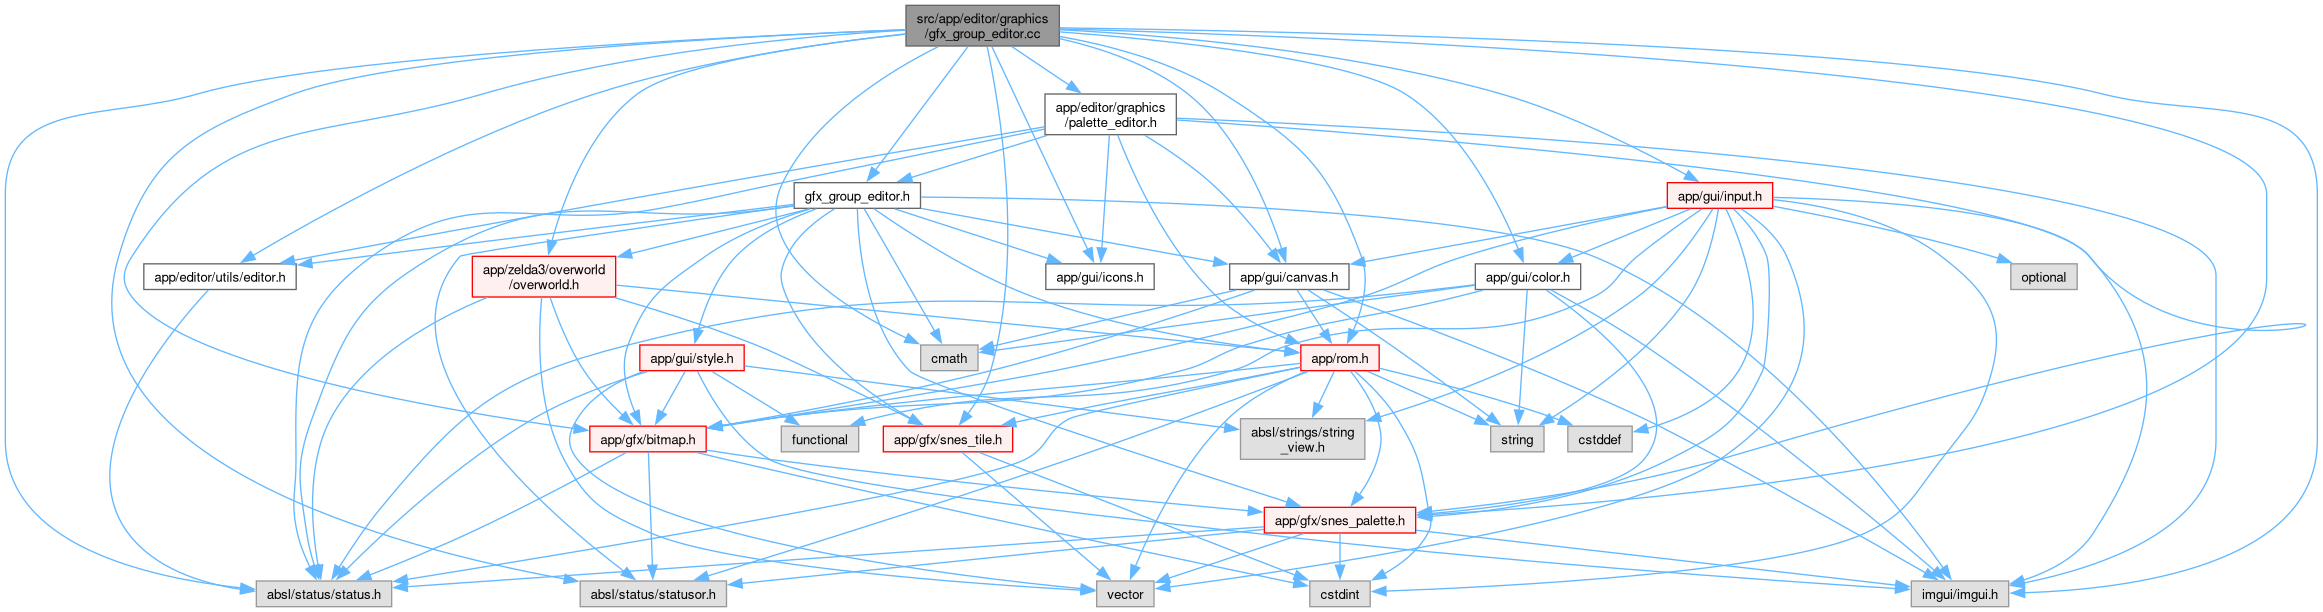 src/app/editor/graphics
/gfx_group_editor.cc
app/editor/graphics
/palette_editor.h
gfx_group_editor.h
app/gui/input.h
app/editor/utils/editor.h
app/zelda3/overworld
/overworld.h
app/gui/icons.h
app/gui/canvas.h
app/gui/color.h
optional
app/gui/style.h
cmath
app/rom.h
app/gfx/bitmap.h
functional
app/gfx/snes_tile.h
absl/strings/string
_view.h
string
cstddef
app/gfx/snes_palette.h
absl/status/status.h
absl/status/statusor.h
vector
cstdint
imgui/imgui.h